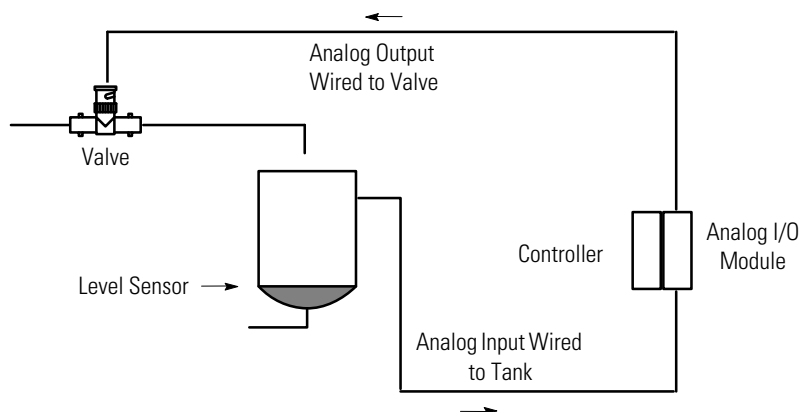 Analog Output
Wired to Valve
Valve
Controller
Analog I/O
Module
Level Sensor
Analog Input Wired
to Tank